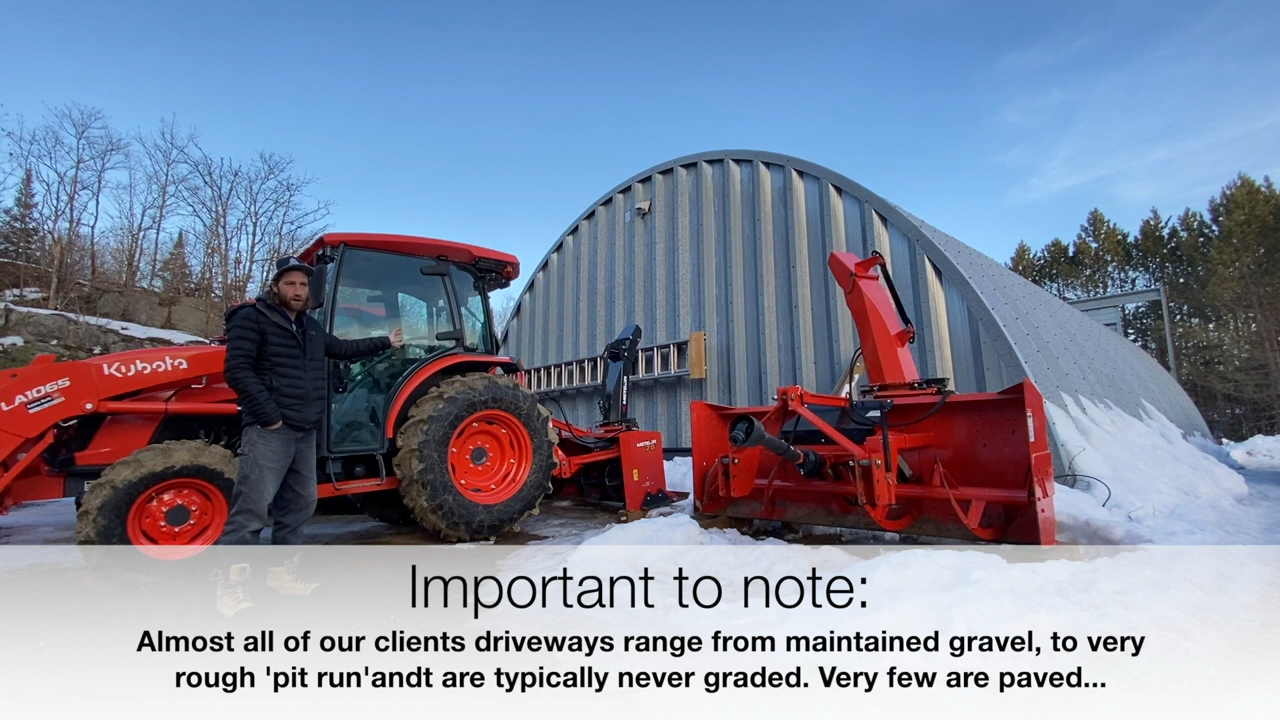 Kubota
LA1065
METEOR
Important to note:
Almost all of our clients driveways range from maintained gravel, to very
rough 'pit run'andt are typically never graded. Very few are paved...